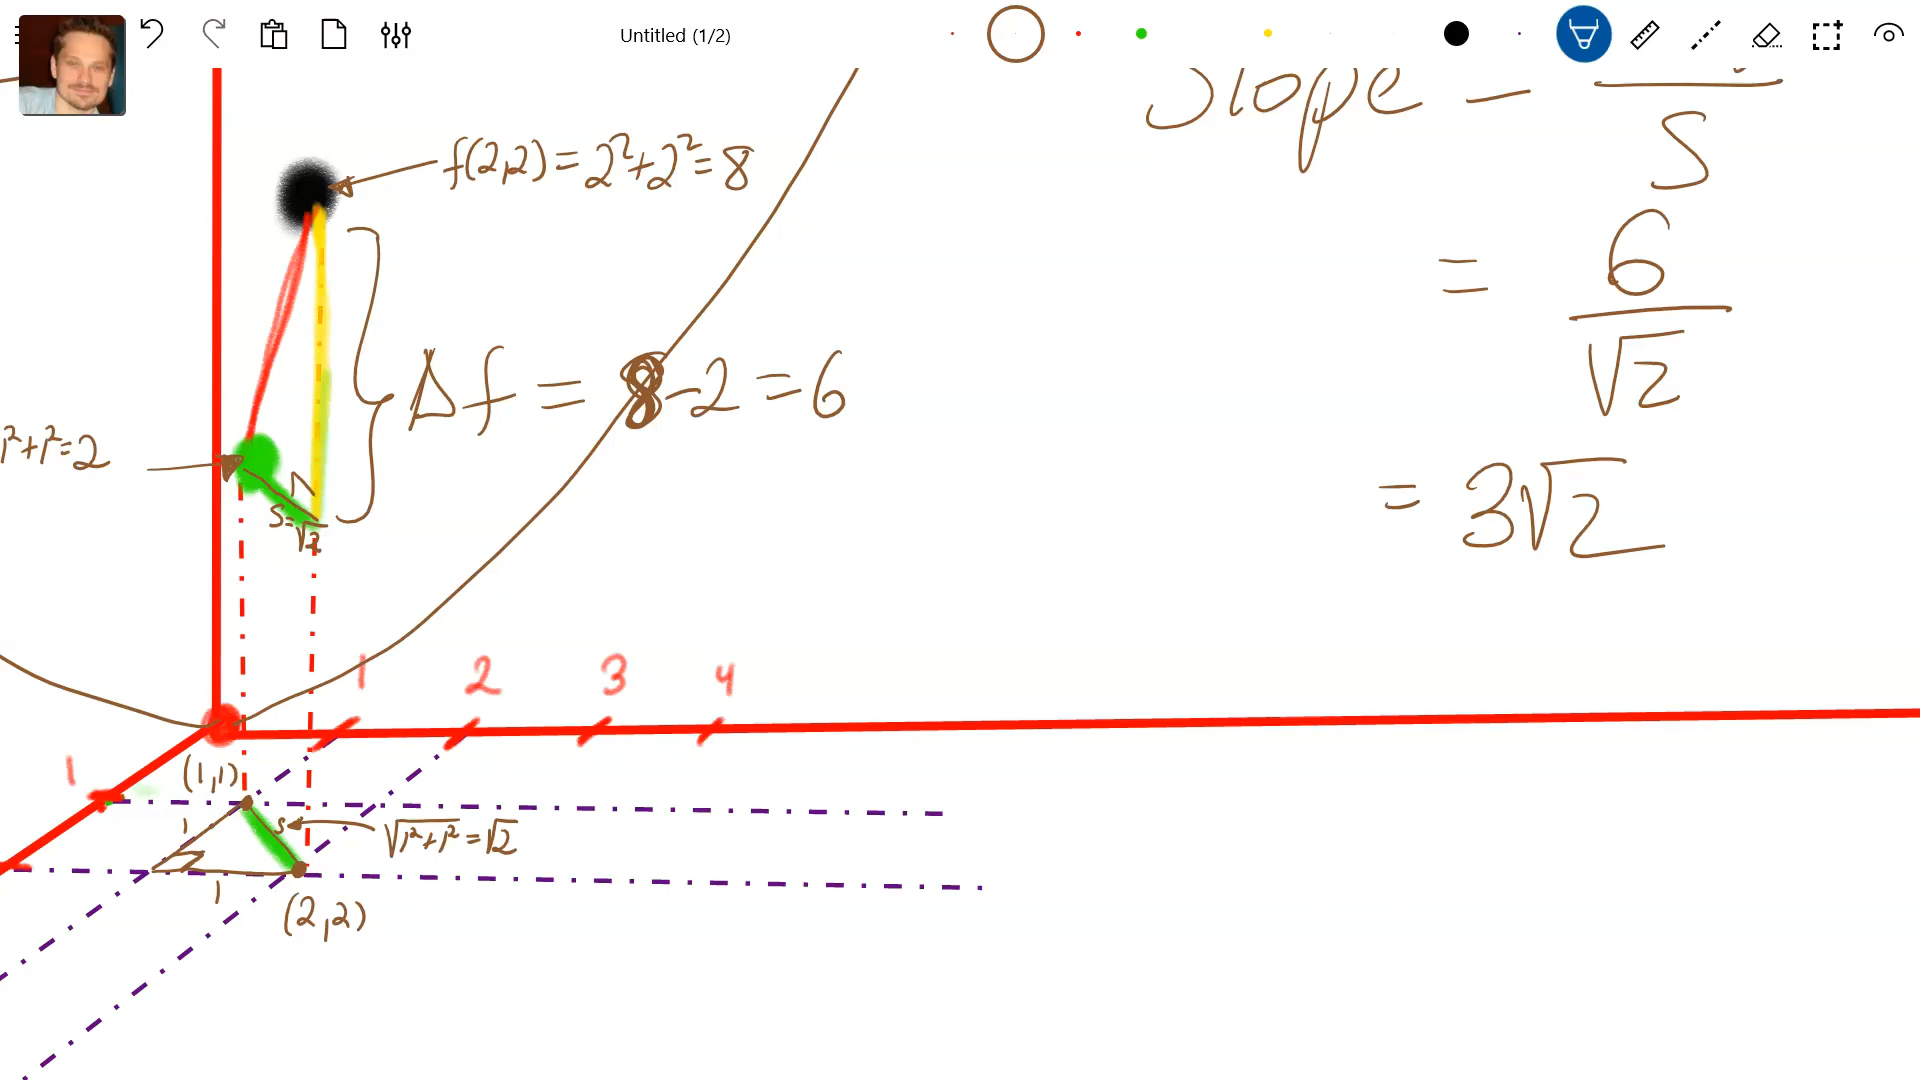 Untitled (1/2)
Slope =
S
f(2,2) = 2²+2² = 8
= 6/√2
Δf = 8-2 = 6
1²+1²=2
S=√2
= 3√2
1 2 3 4
1
(1,1)
1
S
√1²+1² = √2
1
(2,2)